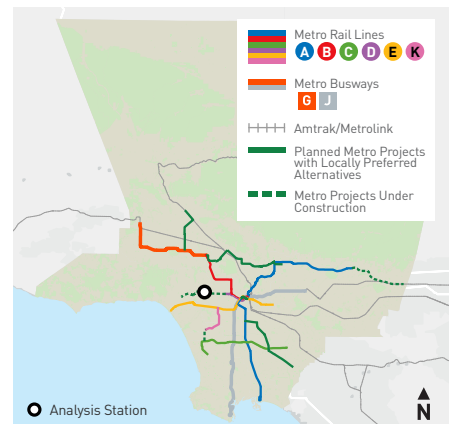 Metro Rail Lines
A B C D E K
Metro Busways
G J
Amtrak/Metrolink
Planned Metro Projects
with Locally Preferred
Alternatives
Metro Projects Under
Construction
Analysis Station
N